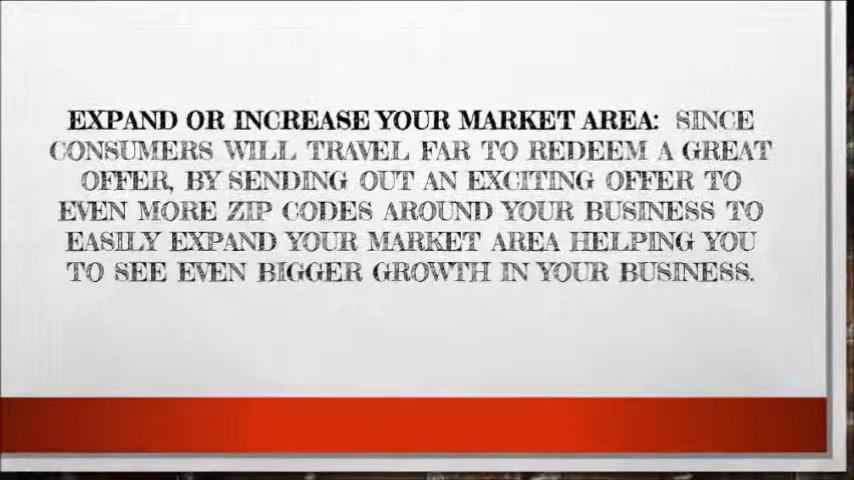 EXPAND OR INCREASE YOUR MARKET AREA: SINCE
CONSUMERS WILL TRAVEL FAR TO REDEEM A GREAT
OFFER, BY SENDING OUT AN EXCITING OFFER TO
EVEN MORE ZIP CODES AROUND YOUR BUSINESS TO
EASILY EXPAND YOUR MARKET AREA HELPING YOU
TO SEE EVEN BIGGER GROWTH IN YOUR BUSINESS.